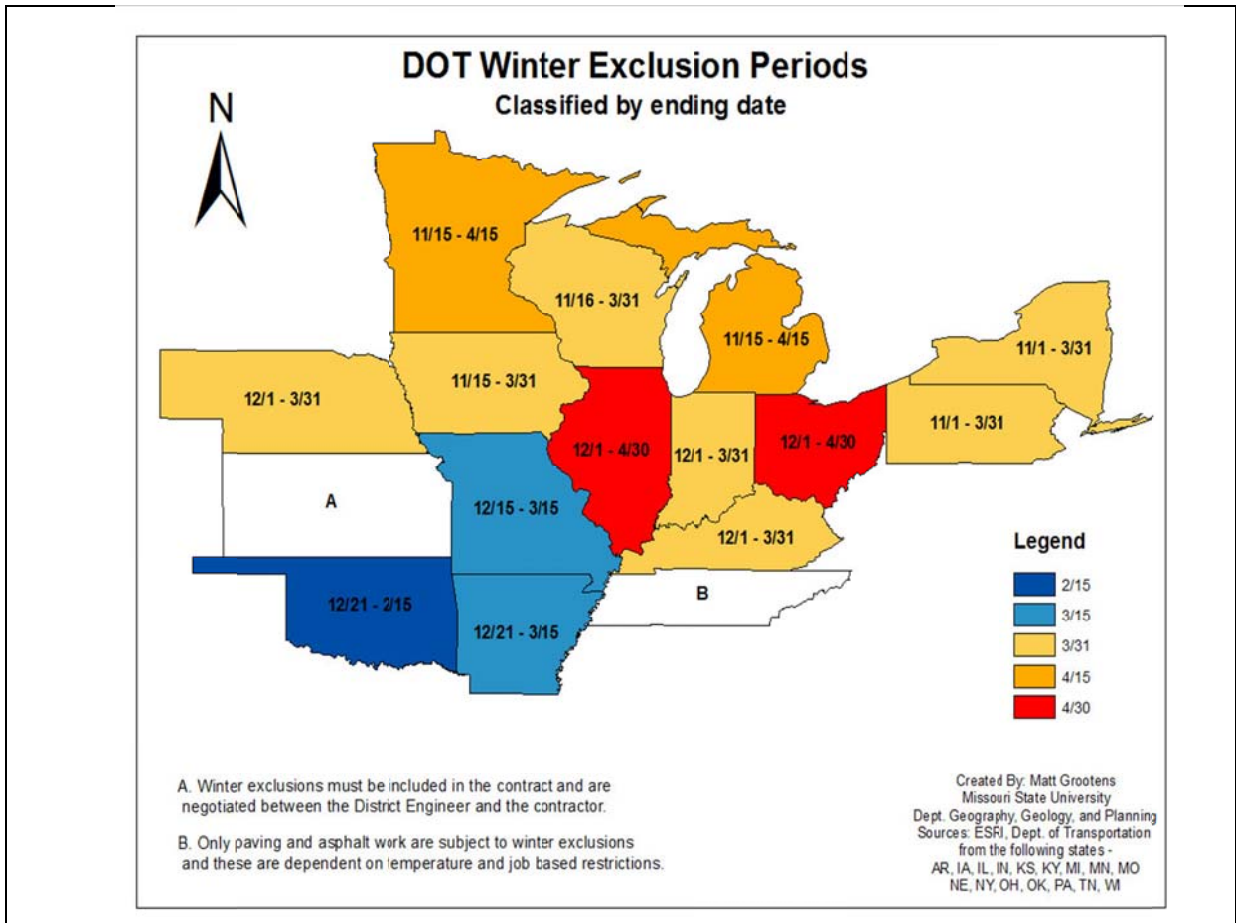 DOT Winter Exclusion Periods
Classified by ending date
N
11/15 - 4/15
11/16 - 3/31
11/15 - 4/15
11/1 - 3/31
12/1 - 3/31
11/15 - 3/31
11/1 - 3/31
12/1 - 4/30
12/1 - 3/31
12/1 - 4/30
A
12/15 - 3/15
12/1 - 3/31
B
12/21 - 2/15
12/21 - 3/15
Legend
2/15
3/15
3/31
4/15
4/30
A. Winter exclusions must be included in the contract and are
negotiated between the District Engineer and the contractor.
B. Only paving and asphalt work are subject to winter exclusions
and these are dependent on temperature and job based restrictions.
Created By: Matt Grootens
Missouri State University
Dept. Geography, Geology, and Planning
Sources: ESRI, Dept. of Transportation
from the following states -
AR, IA, IL, IN, KS, KY, MI, MN, MO
NE, NY, OH, OK, PA, TN, WI